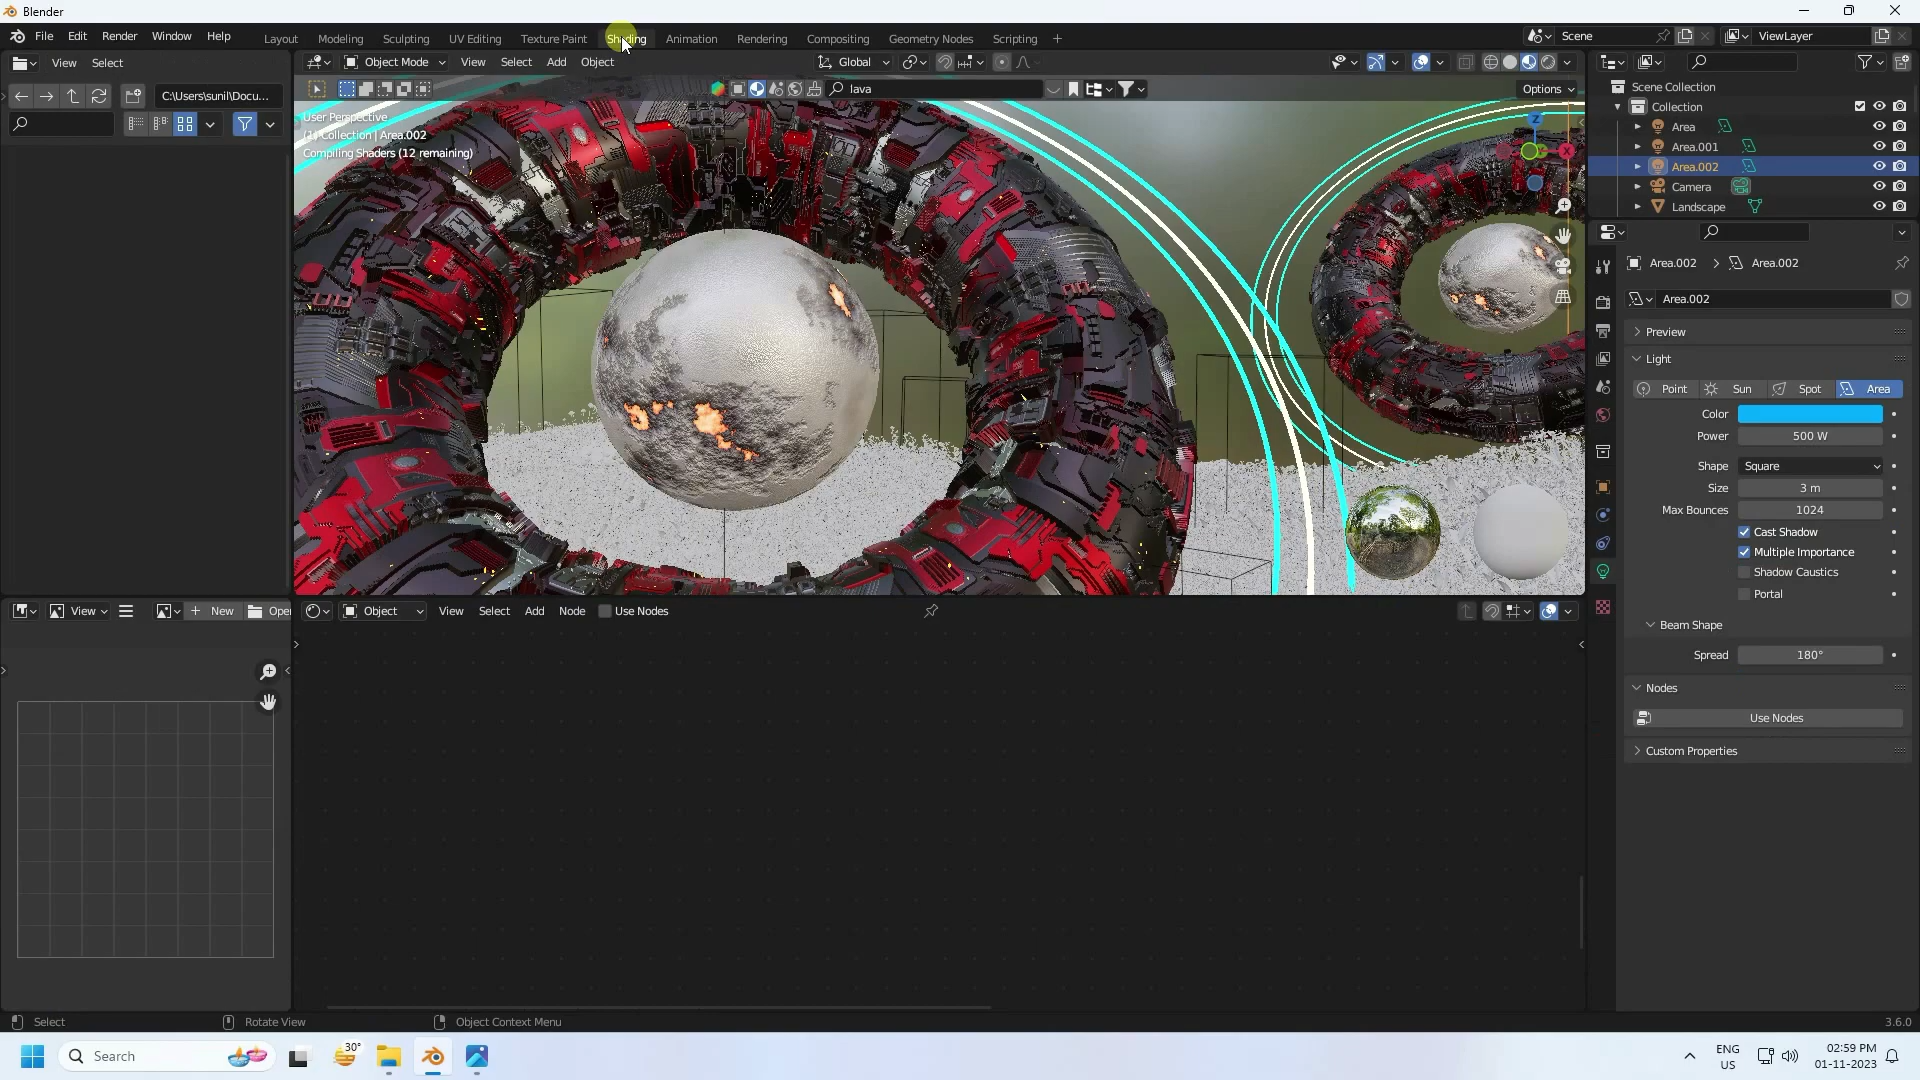 Blender
File Edit Render Window Help
Layout Modeling Sculpting UV Editing Texture Paint Shading Animation Rendering Compositing Geometry Nodes Scripting
Scene ViewLayer
View Select
Object Mode View Select Add Object Global
C:\Users\sunil\Docu...
lava
Options
User Perspective
(1) Collection | Area.002
Compiling Shaders (12 remaining)
Z
X
Scene Collection
Collection
Area
Area.001
Area.002
Camera
Landscape
Area.002 > Area.002
Area.002
Preview
Light
Point Sun Spot Area
Color
Power 500 W
Shape Square
Size 3 m
Max Bounces 1024
Cast Shadow
Multiple Importance
Shadow Caustics
Portal
Beam Shape
Spread 180°
Nodes
Use Nodes
Custom Properties
View New Open
Object View Select Add Node Use Nodes
Select Rotate View Object Context Menu 3.6.0
Search
30°
ENG
US
02:59 PM
01-11-2023